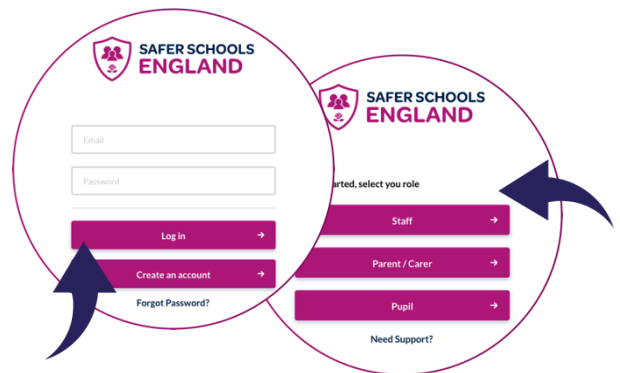 SAFER SCHOOLS
ENGLAND
Email
Password
Log in
Create an account
Forgot Password?
SAFER SCHOOLS
ENGLAND
arted, select you role
Staff
Parent / Carer
Pupil
Need Support?